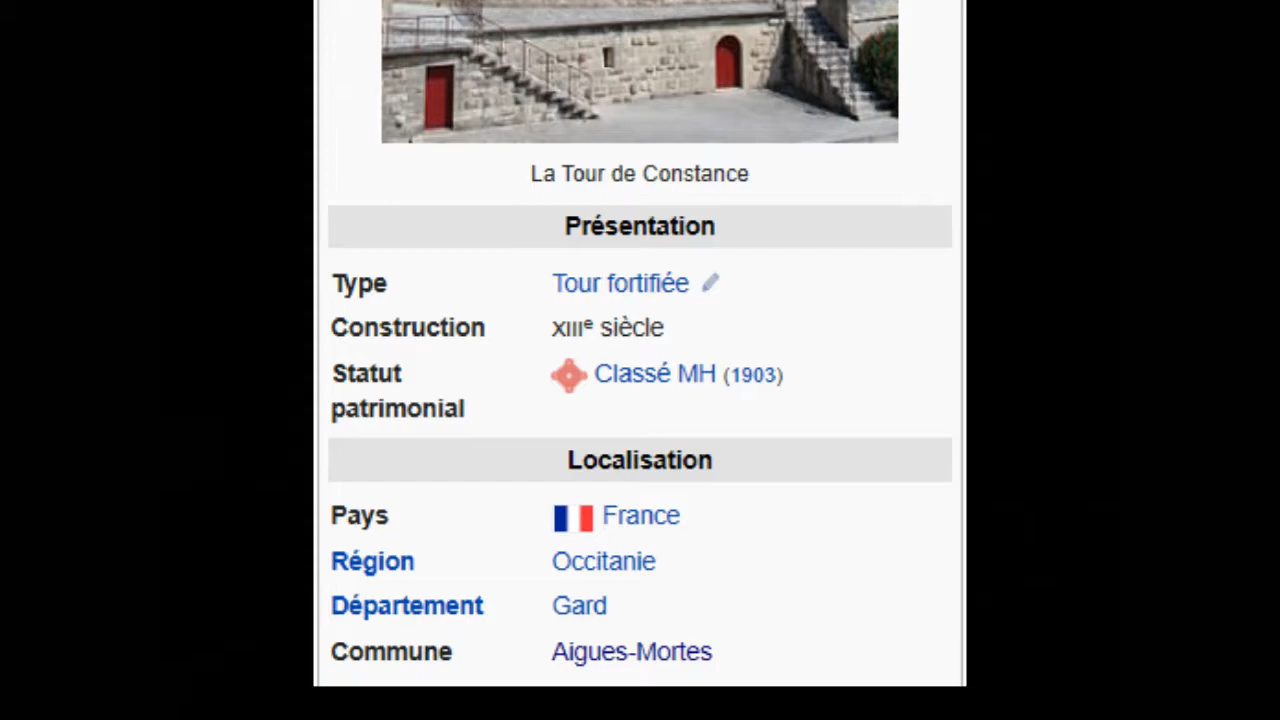 La Tour de Constance
Présentation
Type Tour fortifiée
Construction XIIIe siècle
Statut patrimonial Classé MH (1903)
Localisation
Pays France
Région Occitanie
Département Gard
Commune Aigues-Mortes